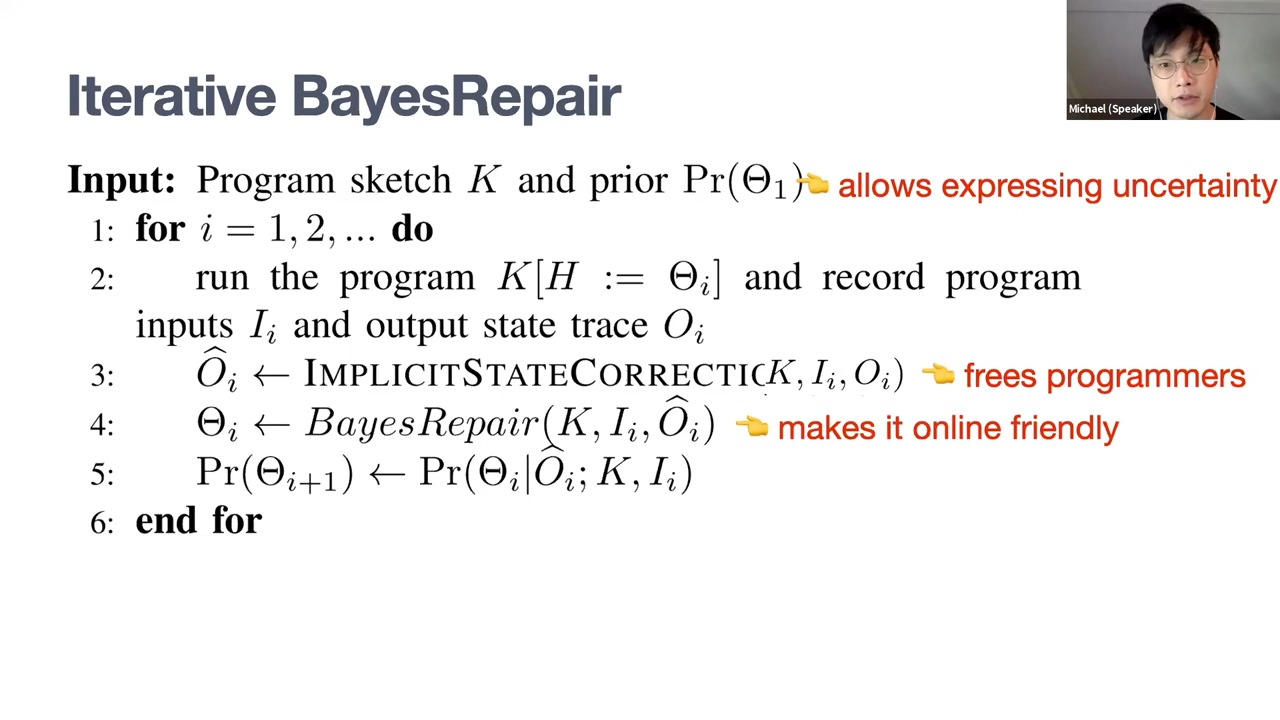 Michael (Speaker)
Iterative BayesRepair
Input: Program sketch K and prior Pr(Θ₁) 👈 allows expressing uncertainty
1: for i = 1, 2, ... do
2: run the program K[H := Θᵢ] and record program
inputs Iᵢ and output state trace Oᵢ
3: Ôᵢ ← IMPLICITSTATECORRECTIC K, Iᵢ, Oᵢ) 👈 frees programmers
4: Θᵢ ← BayesRepair(K, Iᵢ, Ôᵢ) 👈 makes it online friendly
5: Pr(Θᵢ₊₁) ← Pr(Θᵢ|Ôᵢ; K, Iᵢ)
6: end for